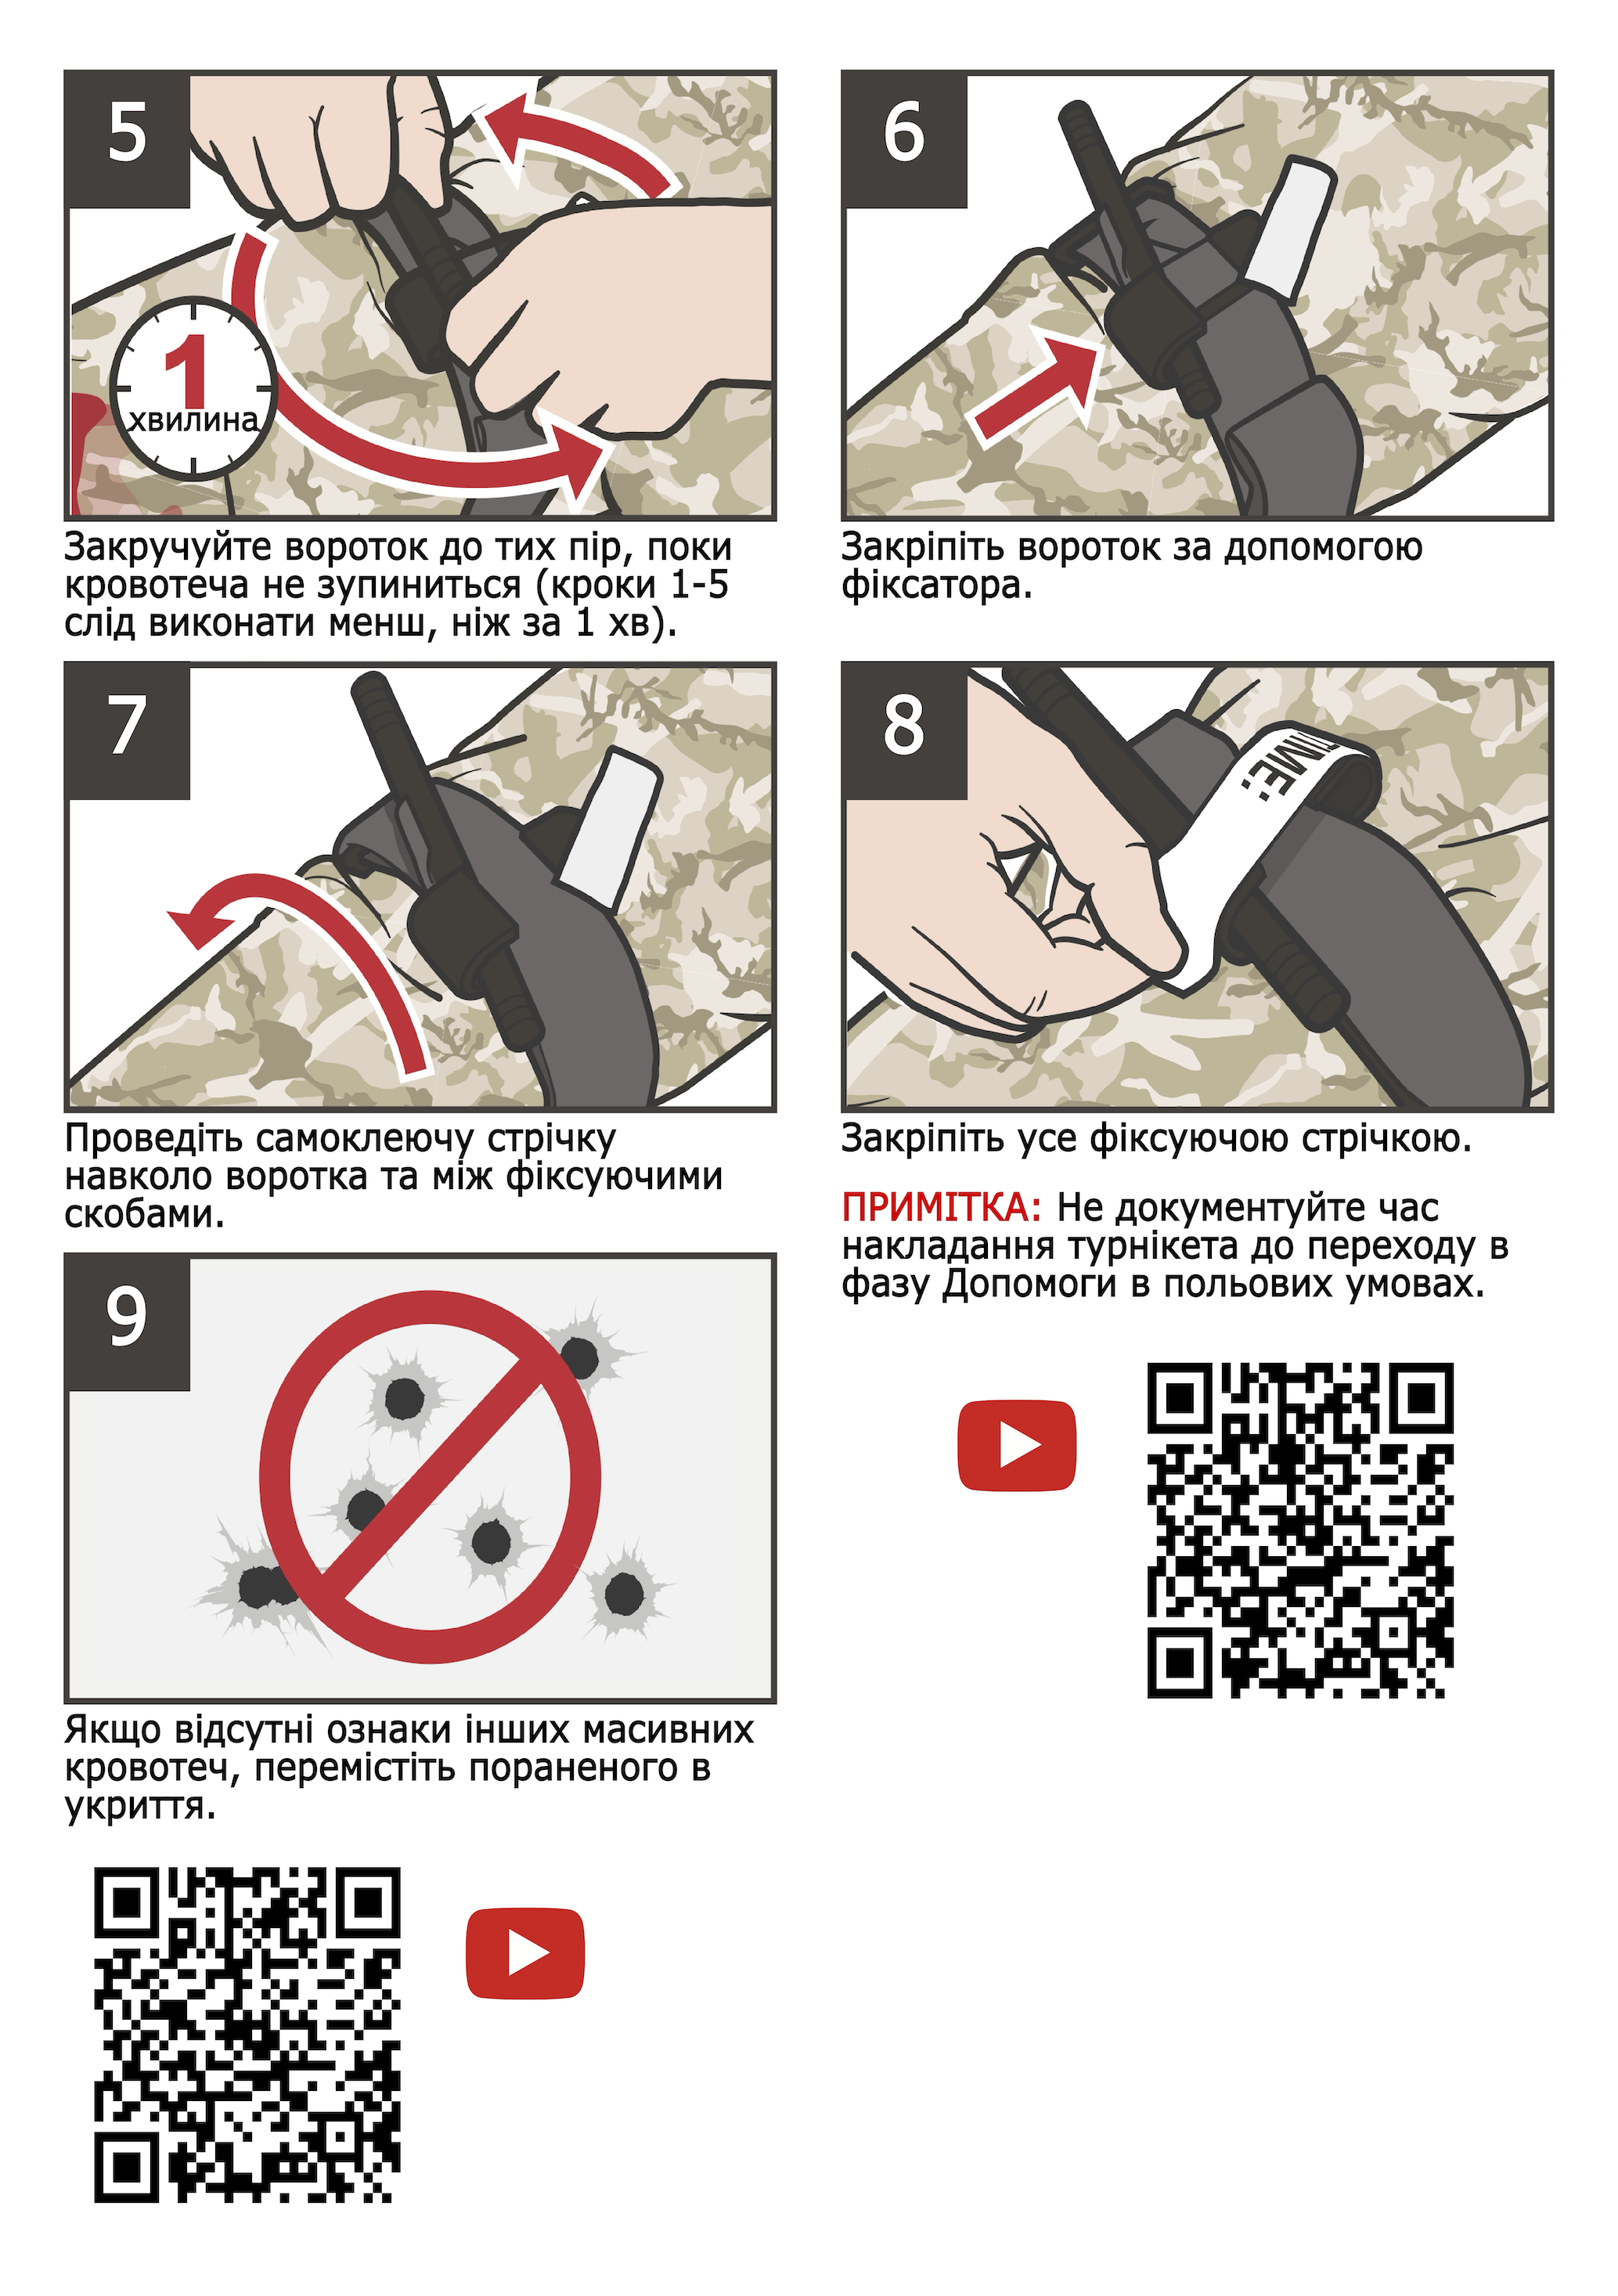 5
1
хвилина
Закручуйте вороток до тих пір, поки
кровотеча не зупиниться (кроки 1-5
слід виконати менш, ніж за 1 хв).
6
Закріпіть вороток за допомогою
фіксатора.
7
Проведіть самоклеючу стрічку
навколо воротка та між фіксуючими
скобами.
8
TIME:
Закріпіть усе фіксуючою стрічкою.
ПРИМІТКА: Не документуйте час
накладання турнікета до переходу в
фазу Допомоги в польових умовах.
9
Якщо відсутні ознаки інших масивних
кровотеч, перемістіть пораненого в
укриття.